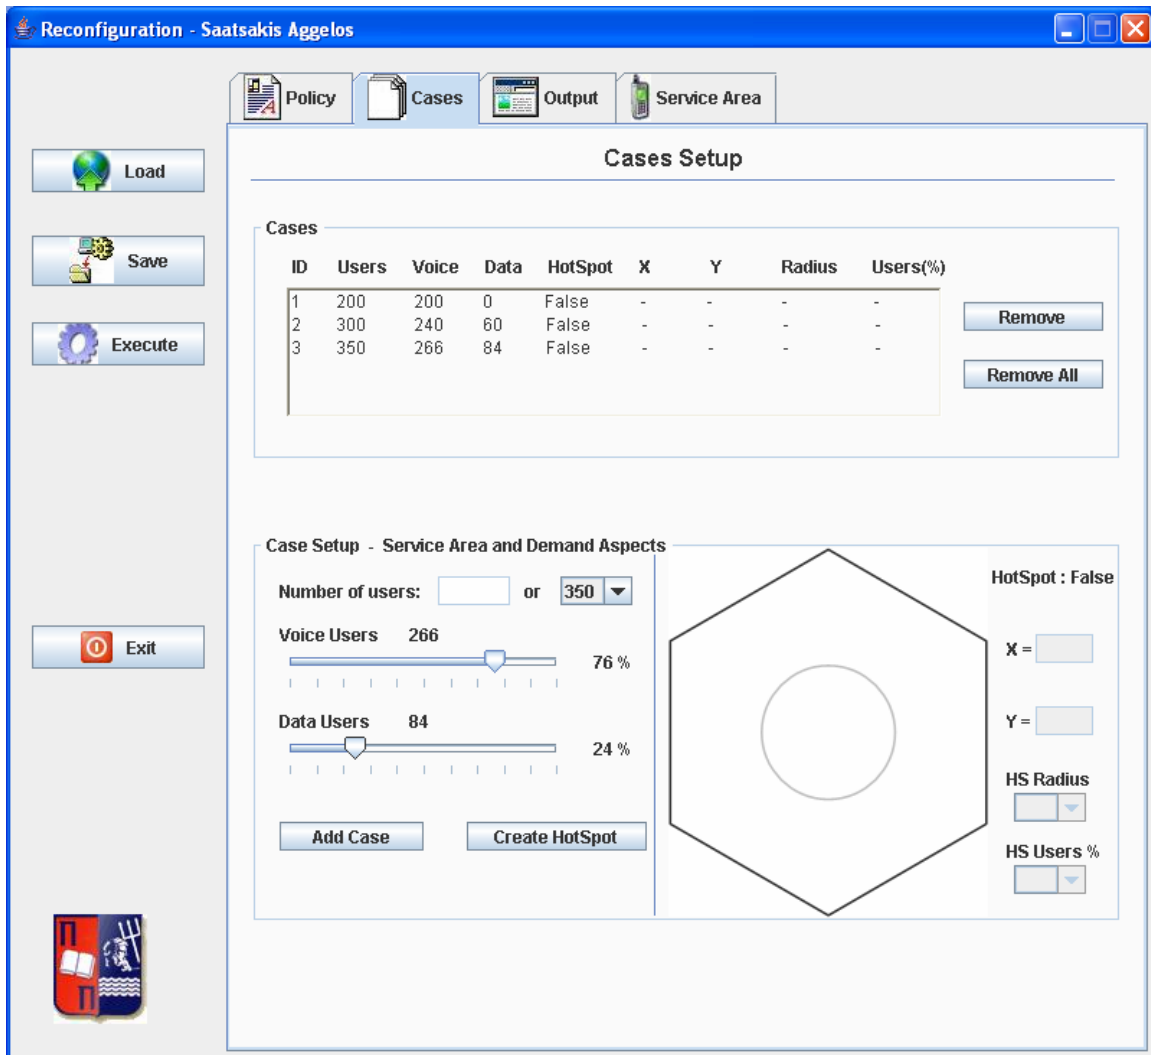 Reconfiguration - Saatsakis Aggelos
Policy Cases Output Service Area
Load
Save
Execute
Exit
Cases Setup
Cases
ID Users Voice Data HotSpot X Y Radius Users(%)
1 200 200 0 False - - - -
2 300 240 60 False - - - -
3 350 266 84 False - - - -
Remove
Remove All
Case Setup - Service Area and Demand Aspects
Number of users: or 350
Voice Users 266
76 %
Data Users 84
24 %
Add Case Create HotSpot
HotSpot : False
X =
Y =
HS Radius
HS Users %
Π
Π